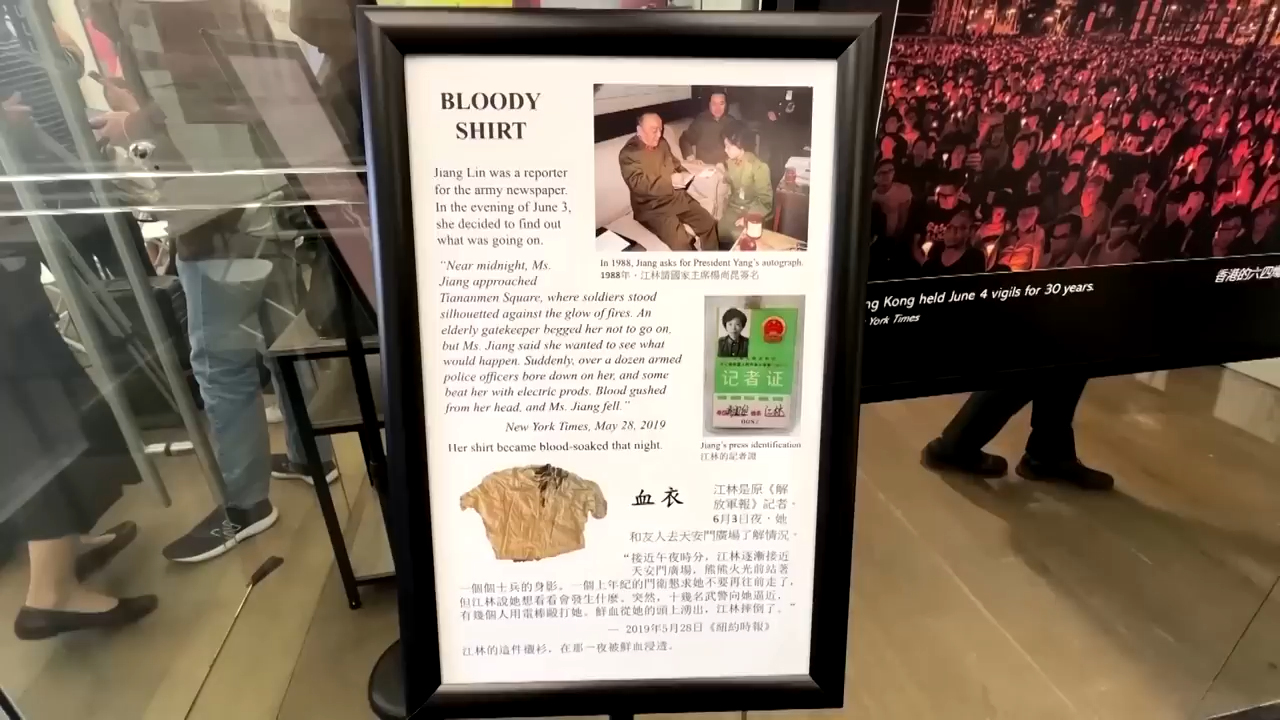 BLOODY
SHIRT
Jiang Lin was a reporter
for the army newspaper.
In the evening of June 3,
she decided to find out
what was going on.
“Near midnight, Ms.
Jiang approached
Tiananmen Square, where soldiers stood
silhouetted against the glow of fires. An
elderly gatekeeper begged her not to go on,
but Ms. Jiang said she wanted to see what
would happen. Suddenly, over a dozen armed
police officers bore down on her, and some
beat her with electric prods. Blood gushed
from her head, and Ms. Jiang fell.”
New York Times, May 28, 2019
Her shirt became blood-soaked that night.
In 1988, Jiang asks for President Yang's autograph.
1988年，江林請國家主席楊尚昆簽名
记者证
江林
Jiang's press identification
江林的記者證
血衣
江林是原《解
放軍報》記者。
6月3日夜，她
和友人去天安門廣場了解情況。
“接近午夜時分，江林逐漸接近
天安門廣場，熊熊火光前站著
一個個士兵的身影。一個上年紀的門衛懇求她不要再往前走了，
但江林說她想看看會發生什麼。突然，十幾名武警向她逼近，
有幾個人用電棒毆打她。鮮血從她的頭上湧出，江林摔倒了。”
— 2019年5月28日《紐約時報》
江林的這件襯衫，在那一夜被鮮血浸透。
ng Kong held June 4 vigils for 30 years.
York Times
香港的六四